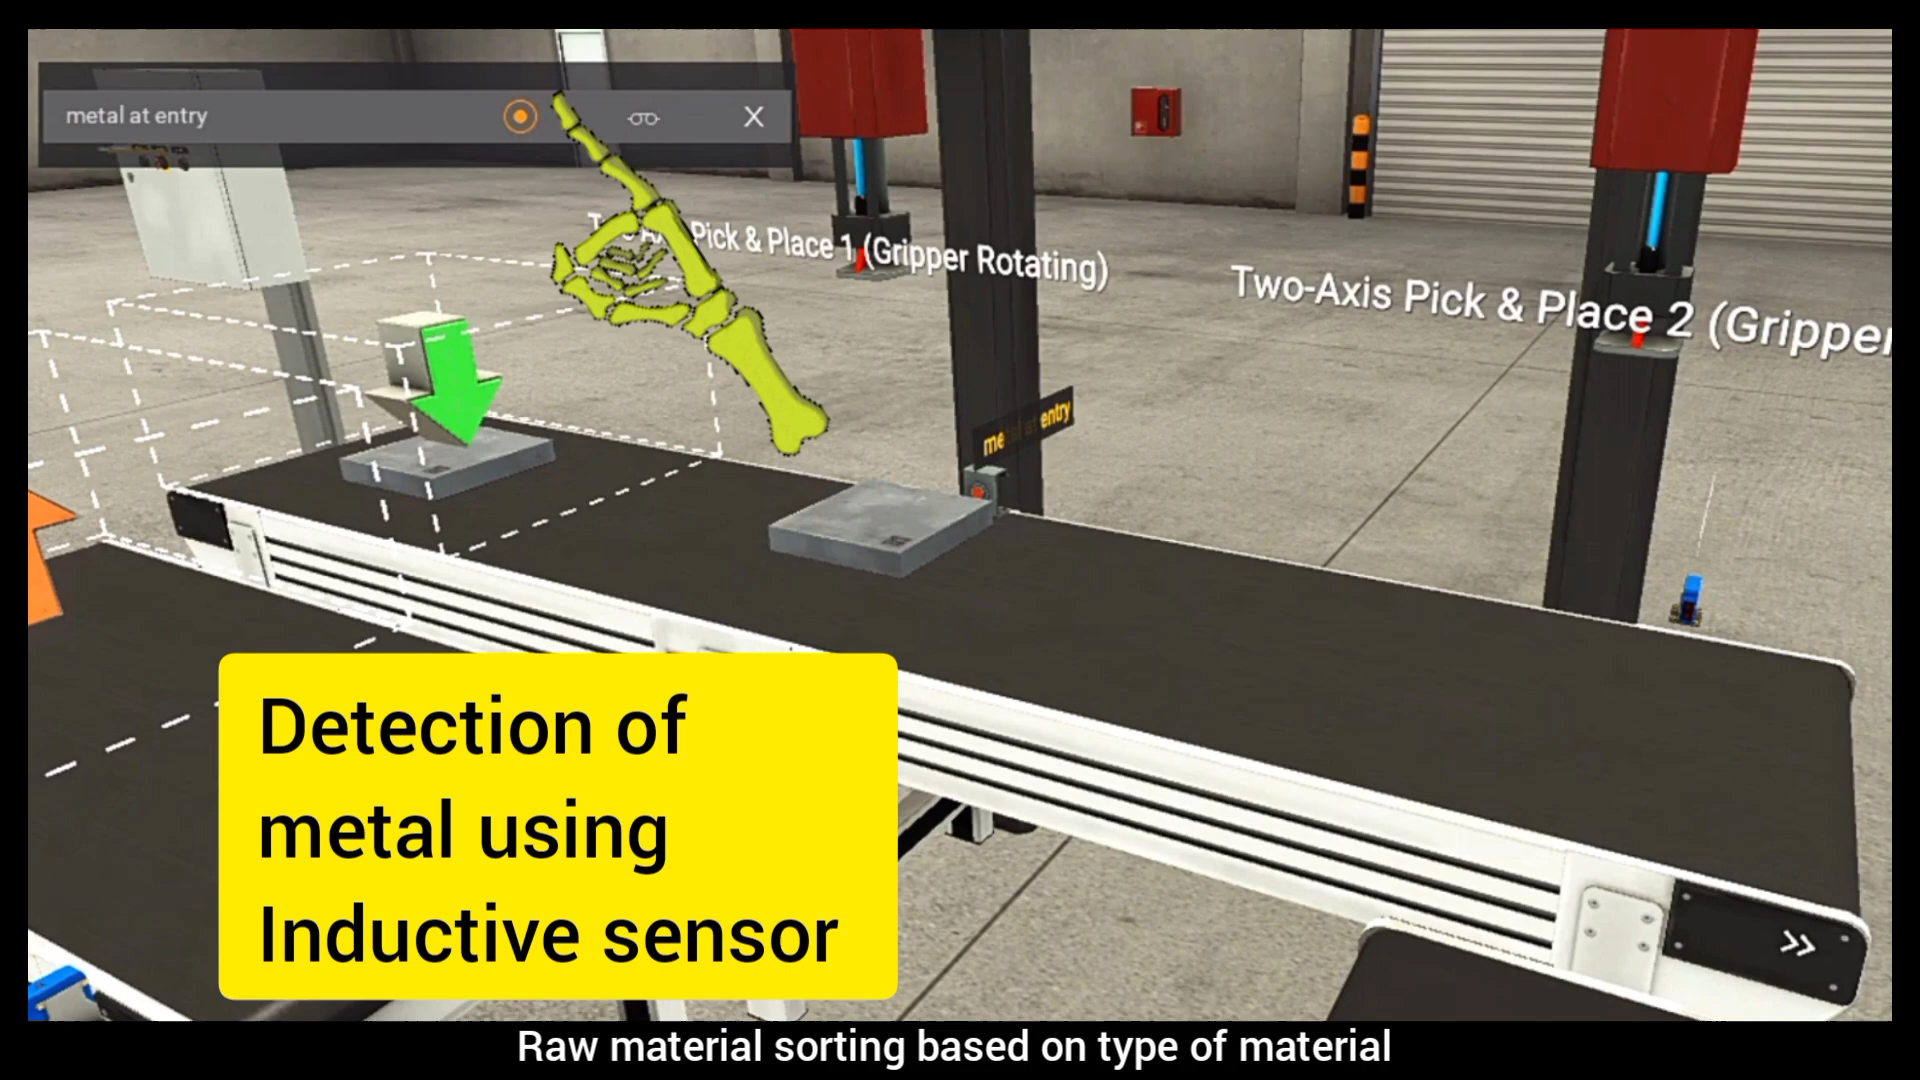 metal at entry
X
Pick & Place 1 (Gripper Rotating)
Two-Axis Pick & Place 2 (Gripper
entry
Detection of
metal using
Inductive sensor
Raw material sorting based on type of material